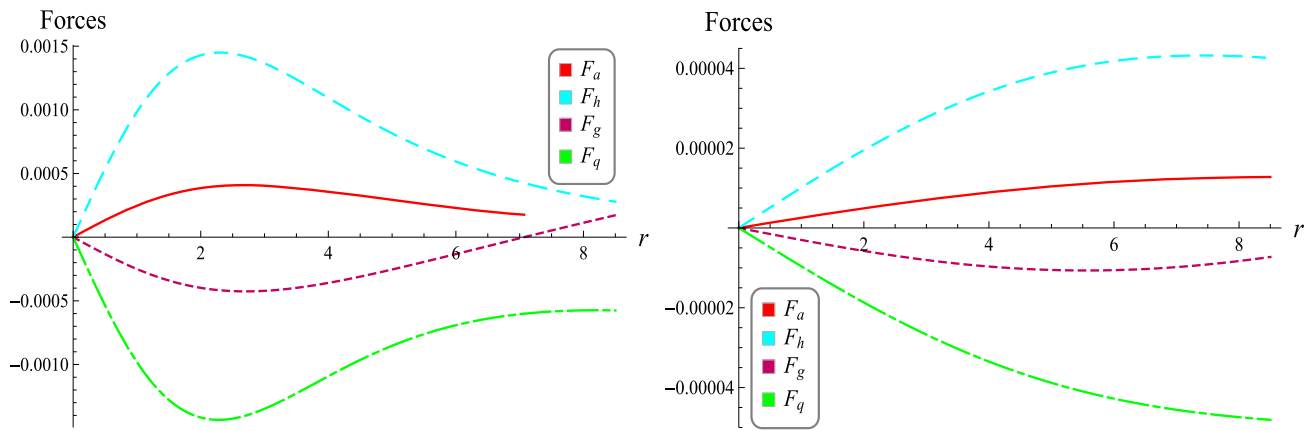 Forces
0.0015
0.0010
0.0005
−0.0005
−0.0010
2
4
6
8
r
F_a
F_h
F_g
F_q
Forces
0.00004
0.00002
−0.00002
−0.00004
2
4
6
8
r
F_a
F_h
F_g
F_q